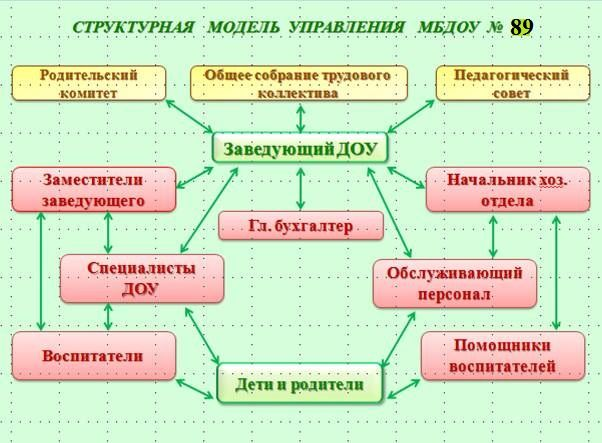 СТРУКТУРНАЯ МОДЕЛЬ УПРАВЛЕНИЯ МБДОУ № 89
Родительский
комитет
Общее собрание трудового
коллектива
Педагогический
совет
Заведующий ДОУ
Заместители
заведующего
Начальник хоз.
отдела
Гл. бухгалтер
Специалисты
ДОУ
Обслуживающий
персонал
Воспитатели
Помощники
воспитателей
Дети и родители